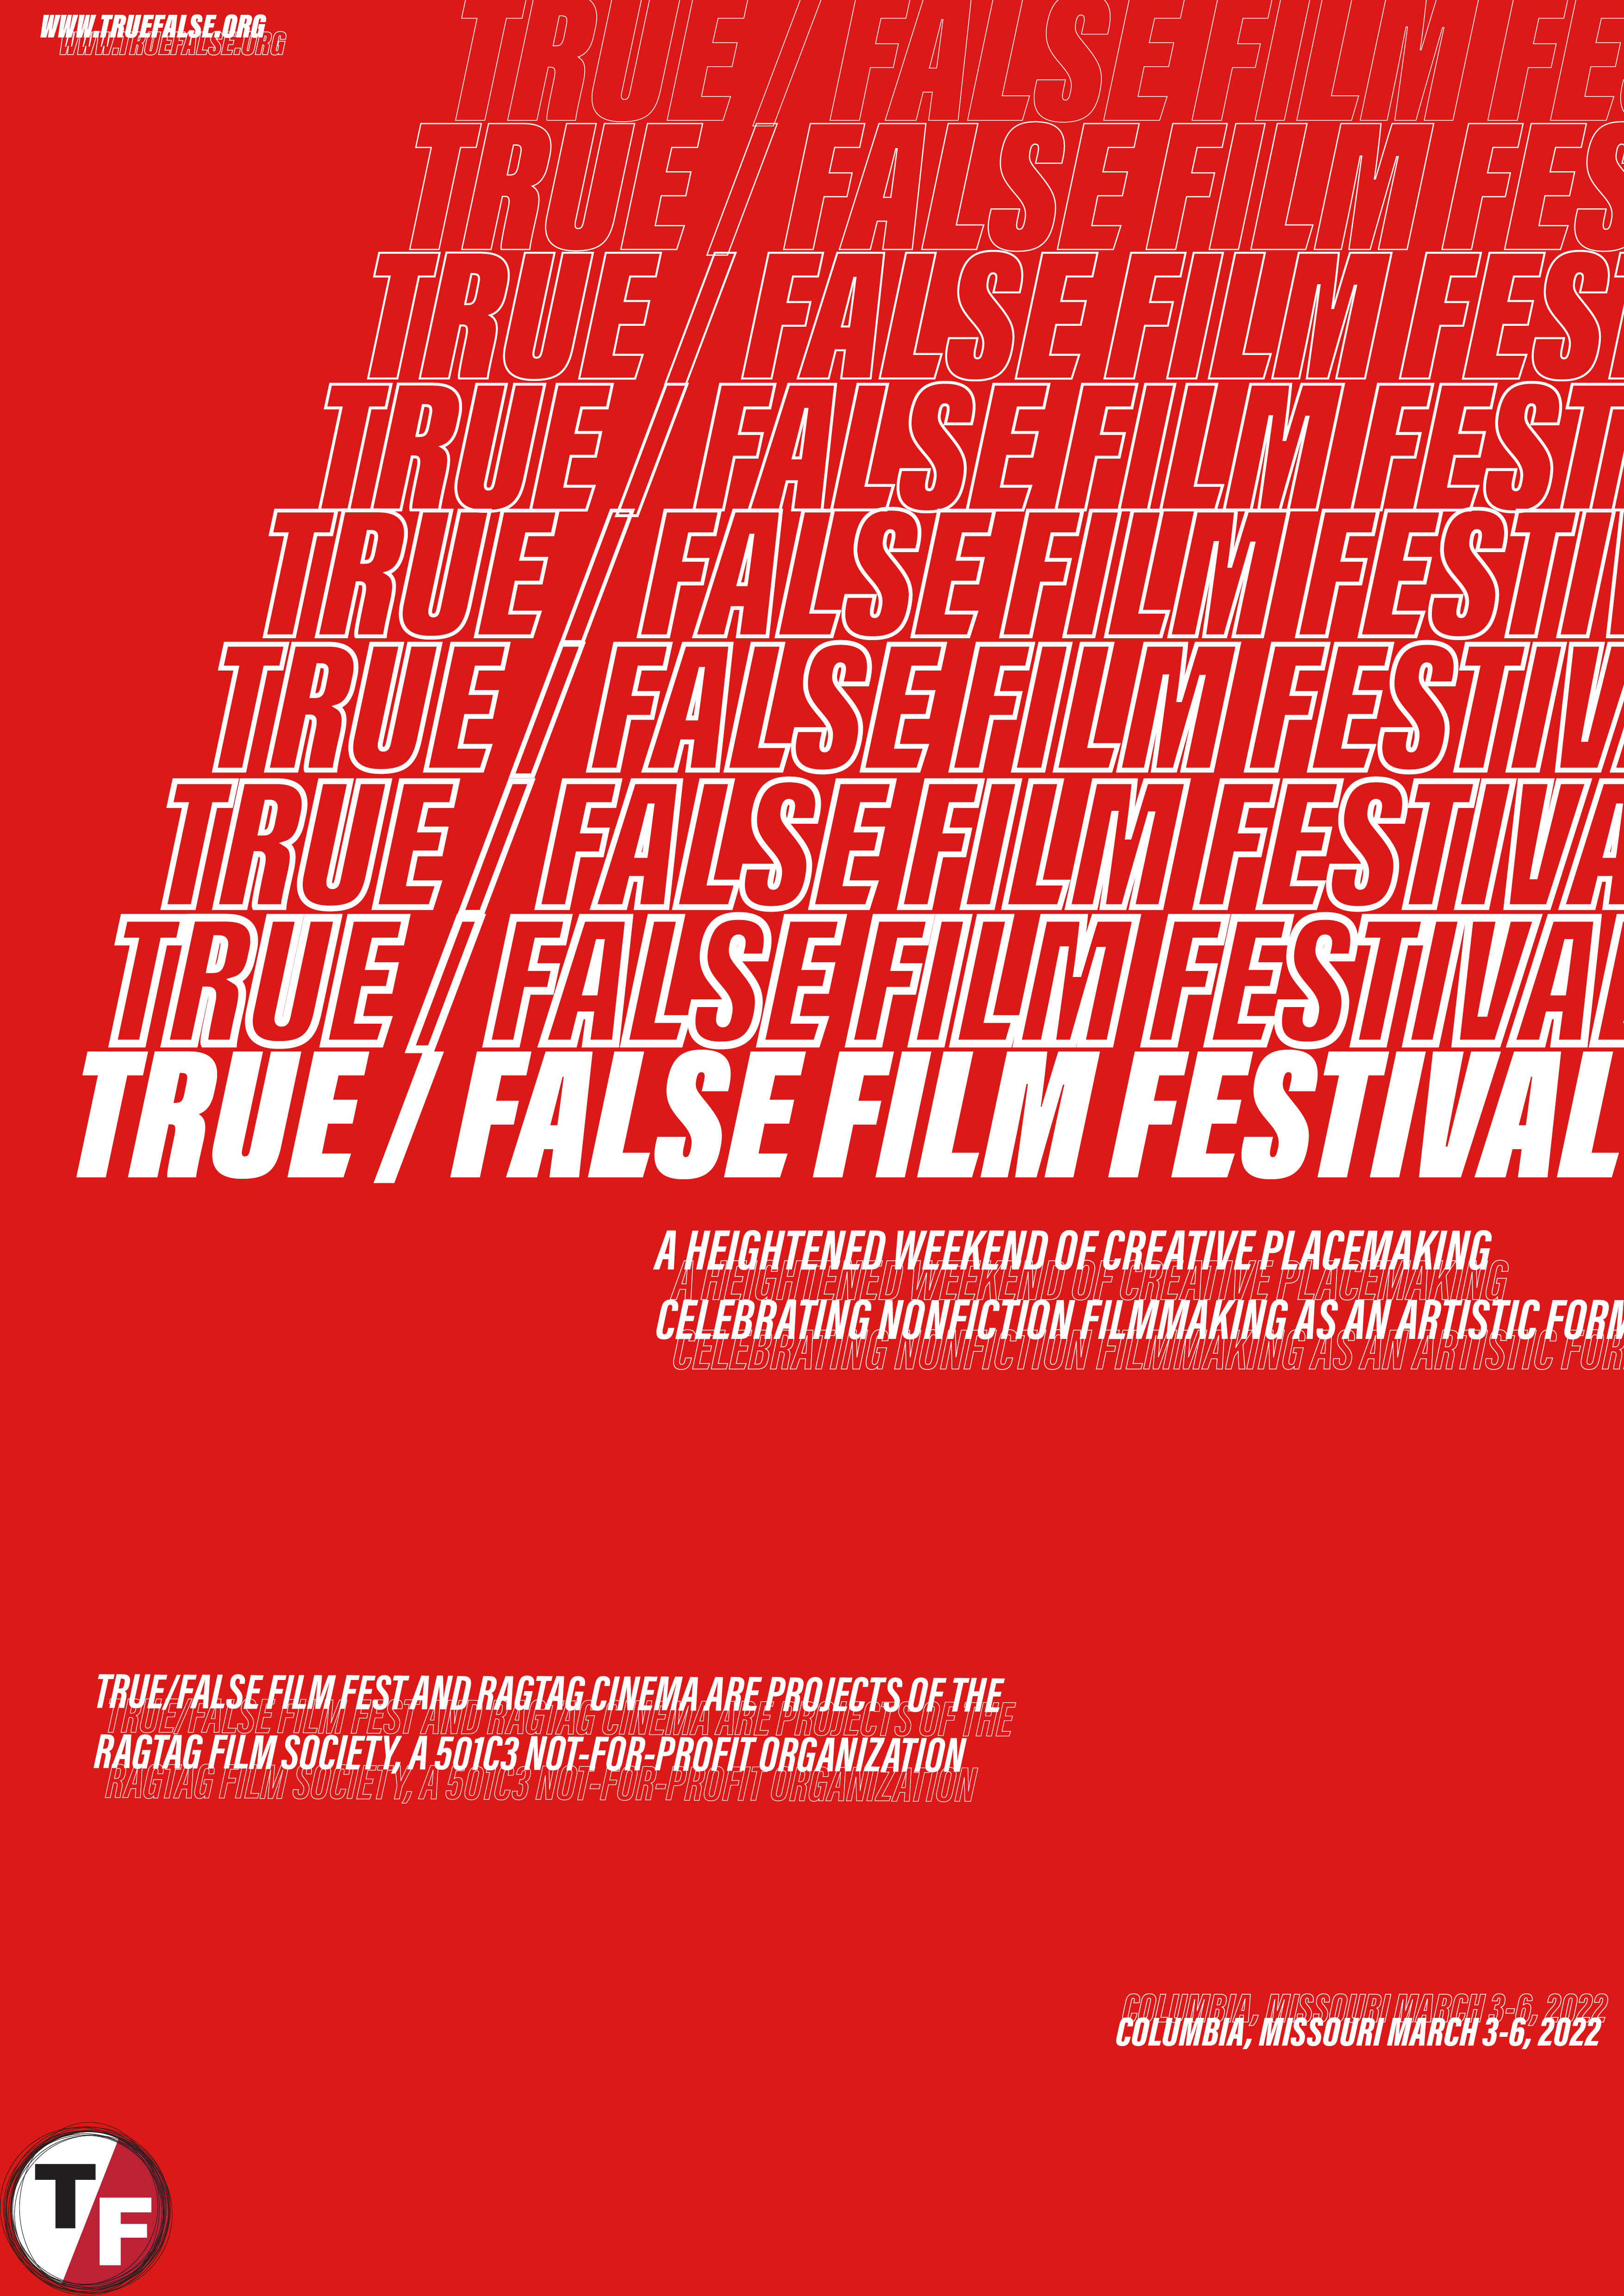 WWW.TRUEFALSE.ORG
WWW.TRUEFALSE.ORG
TRUE / FALSE FILM FES
TRUE / FALSE FILM FES
TRUE / FALSE FILM FEST
TRUE / FALSE FILM FESTI
TRUE / FALSE FILM FESTIV
TRUE / FALSE FILM FESTIVA
TRUE / FALSE FILM FESTIVA
TRUE / FALSE FILM FESTIVAL
TRUE / FALSE FILM FESTIVAL
A HEIGHTENED WEEKEND OF CREATIVE PLACEMAKING
A HEIGHTENED WEEKEND OF CREATIVE PLACEMAKING
CELEBRATING NONFICTION FILMMAKING AS AN ARTISTIC FORM
CELEBRATING NONFICTION FILMMAKING AS AN ARTISTIC FOR
TRUE/FALSE FILM FEST AND RAGTAG CINEMA ARE PROJECTS OF THE
TRUE/FALSE FILM FEST AND RAGTAG CINEMA ARE PROJECTS OF THE
RAGTAG FILM SOCIETY, A 501C3 NOT-FOR-PROFIT ORGANIZATION
RAGTAG FILM SOCIETY, A 501C3 NOT-FOR-PROFIT ORGANIZATION
COLUMBIA, MISSOURI MARCH 3-6, 2022
COLUMBIA, MISSOURI MARCH 3-6, 2022
T/F